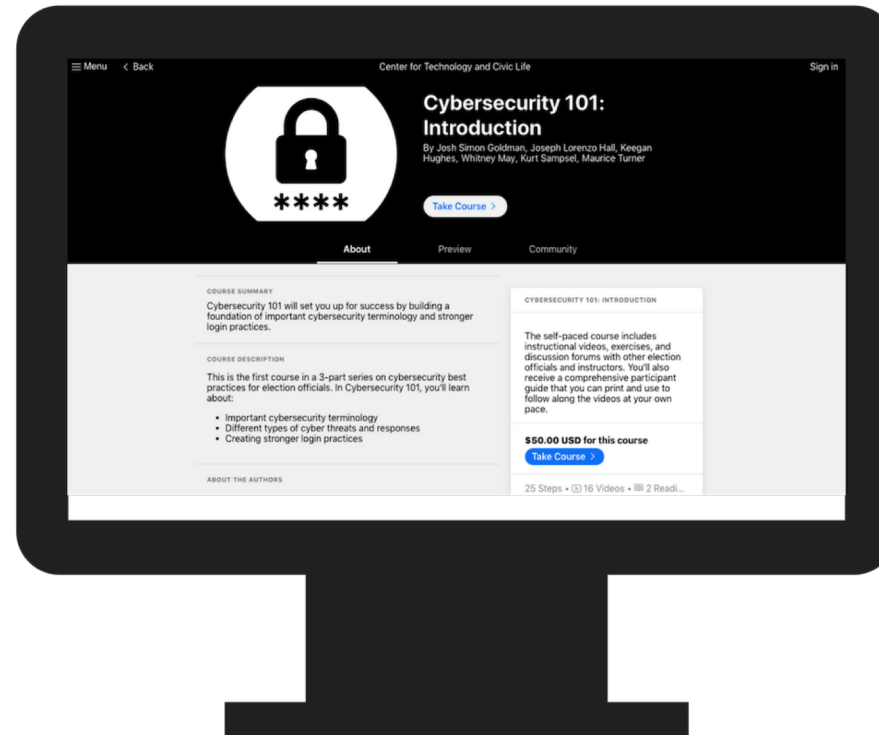 Menu
Back
Center for Technology and Civic Life
Sign in
Cybersecurity 101:
Introduction
By Josh Simon Goldman, Joseph Lorenzo Hall, Keegan
Hughes, Whitney May, Kurt Sampsel, Maurice Turner
****
Take Course >
About
Preview
Community
COURSE SUMMARY
Cybersecurity 101 will set you up for success by building a
foundation of important cybersecurity terminology and stronger
login practices.
COURSE DESCRIPTION
This is the first course in a 3-part series on cybersecurity best
practices for election officials. In Cybersecurity 101, you'll learn
about:
• Important cybersecurity terminology
• Different types of cyber threats and responses
• Creating stronger login practices
ABOUT THE AUTHORS
CYBERSECURITY 101: INTRODUCTION
The self-paced course includes
instructional videos, exercises, and
discussion forums with other election
officials and instructors. You'll also
receive a comprehensive participant
guide that you can print and use to
follow along the videos at your own
pace.
$50.00 USD for this course
Take Course >
25 Steps • 16 Videos • 2 Readi...